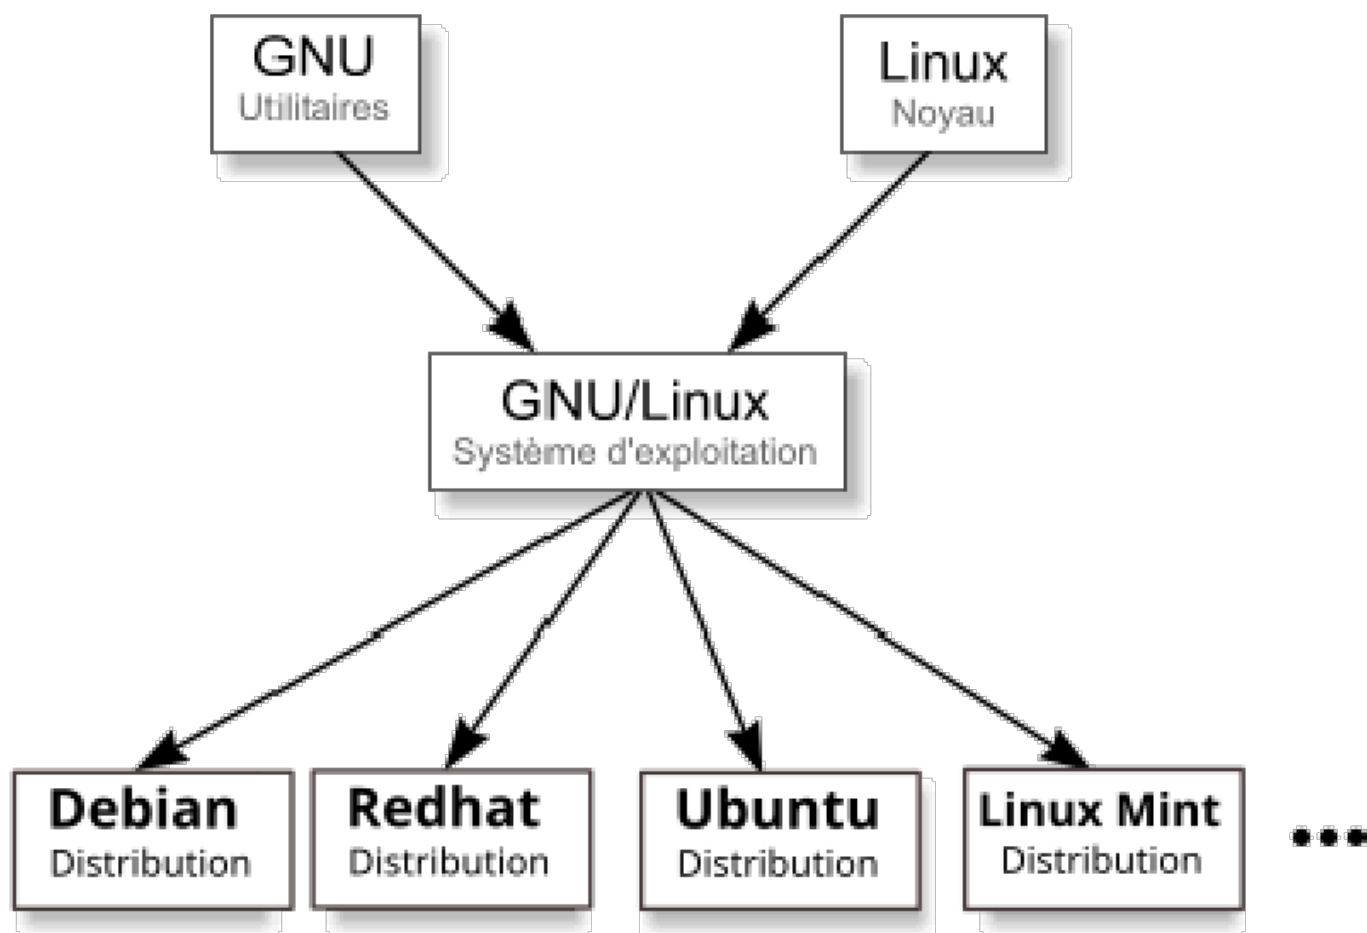 GNU
Utilitaires
Linux
Noyau
GNU/Linux
Système d'exploitation
Debian
Distribution
Redhat
Distribution
Ubuntu
Distribution
Linux Mint
Distribution
...